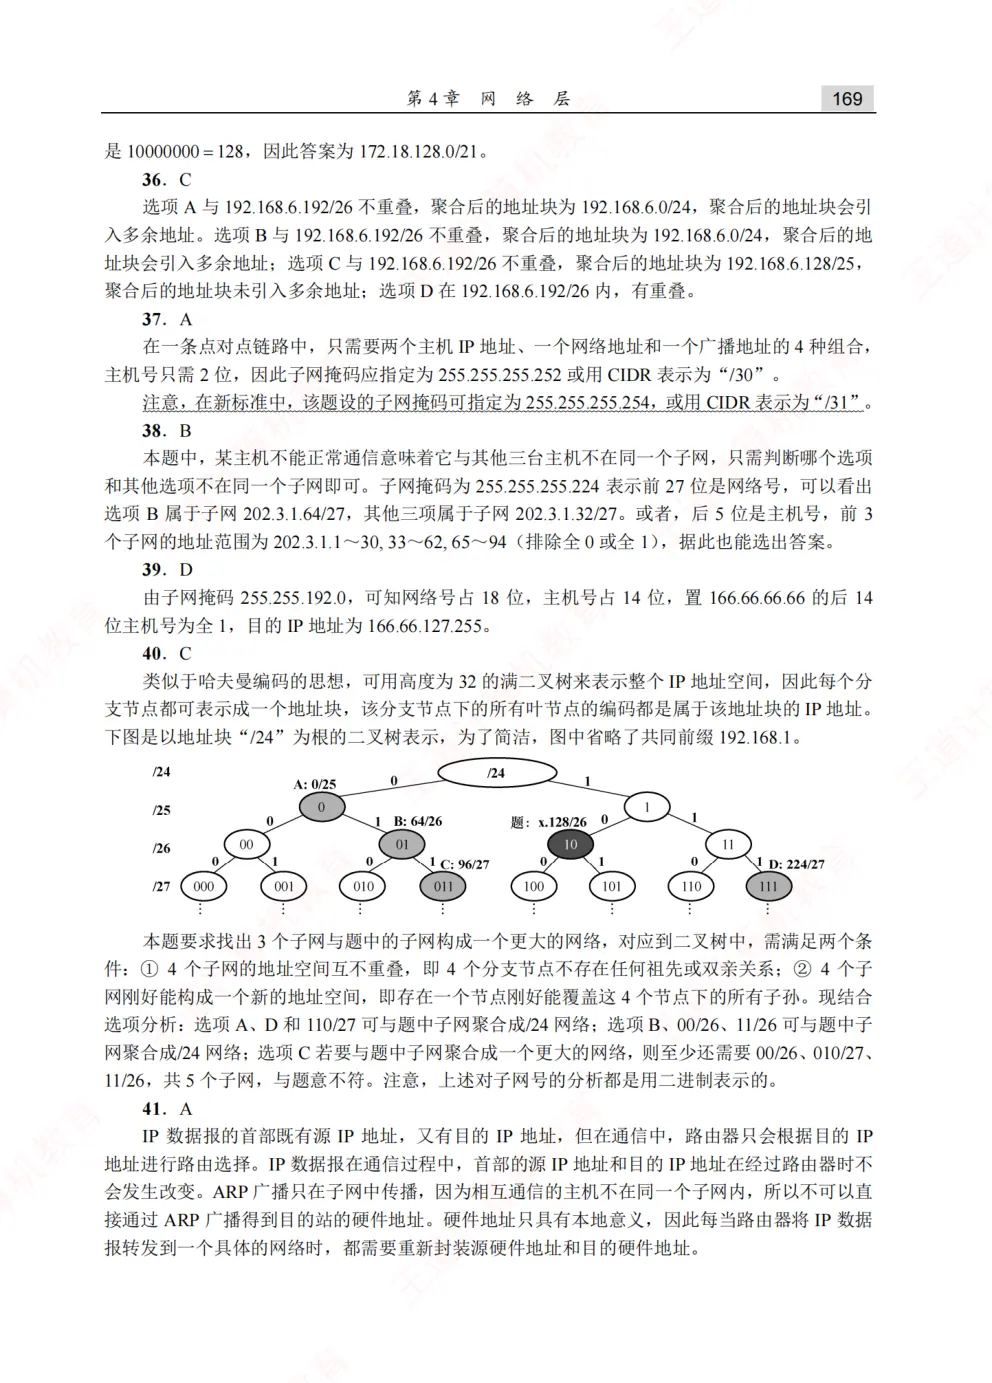 第 4 章 网 络 层 169
是 10000000 = 128，因此答案为 172.18.128.0/21。
36．C
选项 A 与 192.168.6.192/26 不重叠，聚合后的地址块为 192.168.6.0/24，聚合后的地址块会引
入多余地址。选项 B 与 192.168.6.192/26 不重叠，聚合后的地址块为 192.168.6.0/24，聚合后的地
址块会引入多余地址；选项 C 与 192.168.6.192/26 不重叠，聚合后的地址块为 192.168.6.128/25，
聚合后的地址块未引入多余地址；选项 D 在 192.168.6.192/26 内，有重叠。
37．A
在一条点对点链路中，只需要两个主机 IP 地址、一个网络地址和一个广播地址的 4 种组合，
主机号只需 2 位，因此子网掩码应指定为 255.255.255.252 或用 CIDR 表示为“/30”。
注意，在新标准中，该题设的子网掩码可指定为 255.255.255.254，或用 CIDR 表示为“/31”。
38．B
本题中，某主机不能正常通信意味着它与其他三台主机不在同一个子网，只需判断哪个选项
和其他选项不在同一个子网即可。子网掩码为 255.255.255.224 表示前 27 位是网络号，可以看出
选项 B 属于子网 202.3.1.64/27，其他三项属于子网 202.3.1.32/27。或者，后 5 位是主机号，前 3
个子网的地址范围为 202.3.1.1～30, 33～62, 65～94（排除全 0 或全 1），据此也能选出答案。
39．D
由子网掩码 255.255.192.0，可知网络号占 18 位，主机号占 14 位，置 166.66.66.66 的后 14
位主机号为全 1，目的 IP 地址为 166.66.127.255。
40．C
类似于哈夫曼编码的思想，可用高度为 32 的满二叉树来表示整个 IP 地址空间，因此每个分
支节点都可表示成一个地址块，该分支节点下的所有叶节点的编码都是属于该地址块的 IP 地址。
下图是以地址块“/24”为根的二叉树表示，为了简洁，图中省略了共同前缀 192.168.1。
/24 /24
A: 0/25 0 1
/25 0 1
0 1 B: 64/26 题：x.128/26 0 1
/26 00 01 10 11
0 1 0 1 C: 96/27 0 1 0 1 D: 224/27
/27 000 001 010 011 100 101 110 111
⋮ ⋮ ⋮ ⋮ ⋮ ⋮ ⋮ ⋮
本题要求找出 3 个子网与题中的子网构成一个更大的网络，对应到二叉树中，需满足两个条
件：① 4 个子网的地址空间互不重叠，即 4 个分支节点不存在任何祖先或双亲关系；② 4 个子
网刚好能构成一个新的地址空间，即存在一个节点刚好能覆盖这 4 个节点下的所有子孙。现结合
选项分析：选项 A、D 和 110/27 可与题中子网聚合成/24 网络；选项 B、00/26、11/26 可与题中子
网聚合成/24 网络；选项 C 若要与题中子网聚合成一个更大的网络，则至少还需要 00/26、010/27、
11/26，共 5 个子网，与题意不符。注意，上述对子网号的分析都是用二进制表示的。
41．A
IP 数据报的首部既有源 IP 地址，又有目的 IP 地址，但在通信中，路由器只会根据目的 IP
地址进行路由选择。IP 数据报在通信过程中，首部的源 IP 地址和目的 IP 地址在经过路由器时不
会发生改变。ARP 广播只在子网中传播，因为相互通信的主机不在同一个子网内，所以不可以直
接通过 ARP 广播得到目的站的硬件地址。硬件地址只具有本地意义，因此每当路由器将 IP 数据
报转发到一个具体的网络时，都需要重新封装源硬件地址和目的硬件地址。